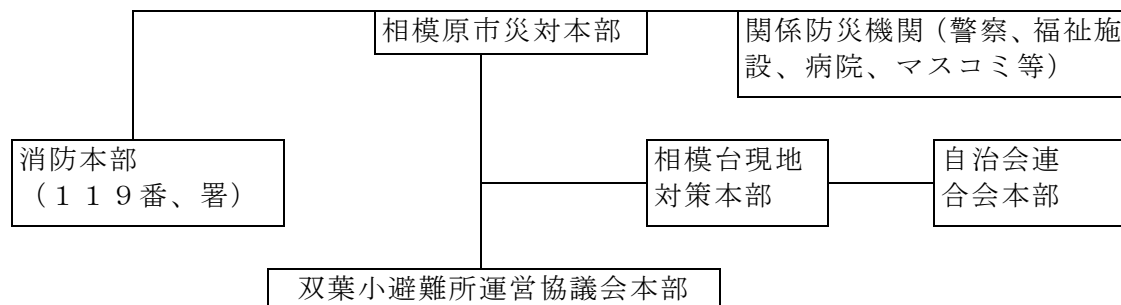 相模原市災対本部
関係防災機関（警察、福祉施
設、病院、マスコミ等）
消防本部
（１１９番、署）
相模台現地
対策本部
自治会連
合会本部
双葉小避難所運営協議会本部